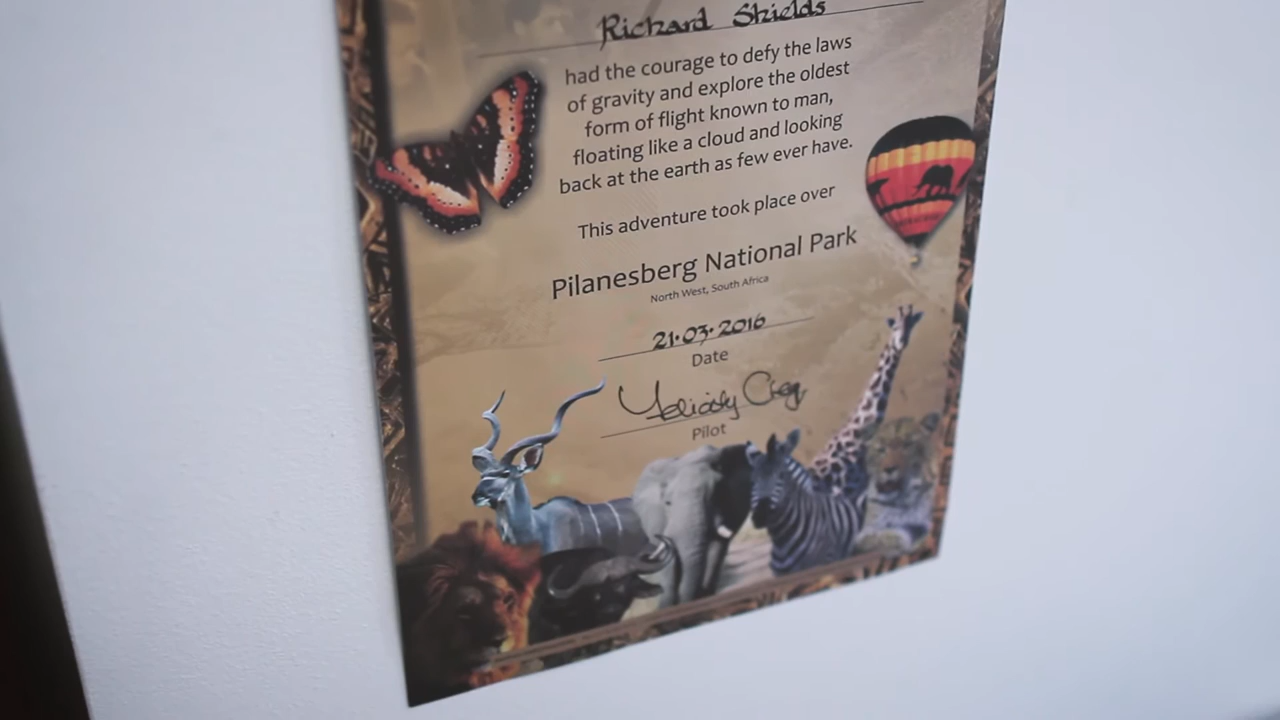 Richard Shields
had the courage to defy the laws
of gravity and explore the oldest
form of flight known to man,
floating like a cloud and looking
back at the earth as few ever have.
This adventure took place over
Pilanesberg National Park
North West, South Africa
21.03.2016
Date
Felicity
Pilot